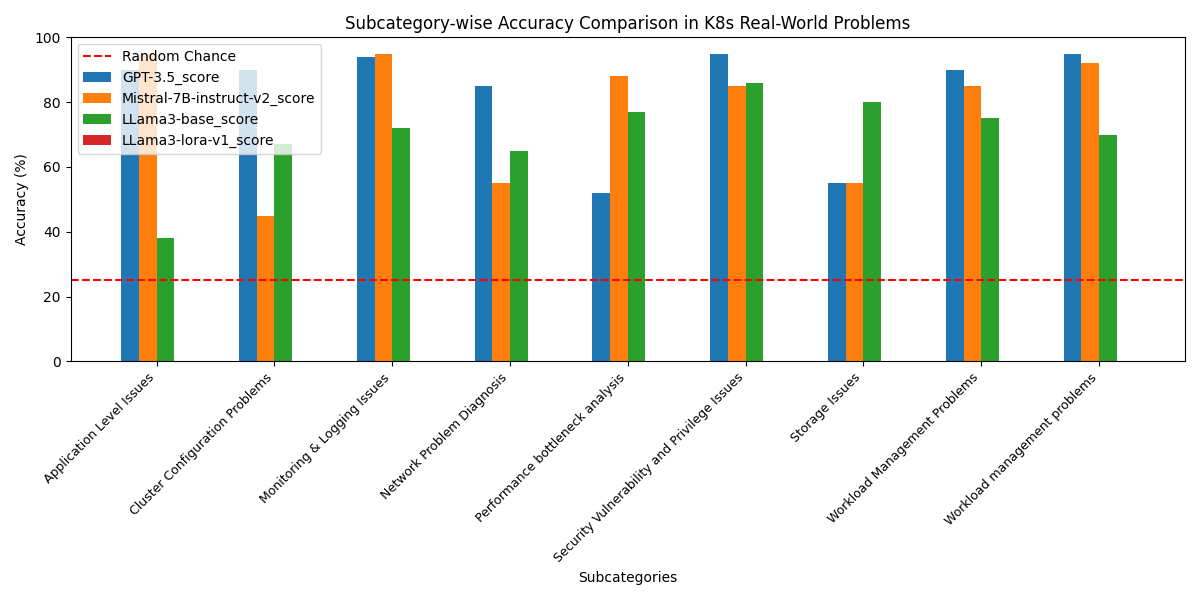 Subcategory-wise Accuracy Comparison in K8s Real-World Problems
100
80
60
40
20
0
Accuracy (%)
Random Chance
GPT-3.5_score
Mistral-7B-instruct-v2_score
LLama3-base_score
LLama3-lora-v1_score
Application Level Issues
Cluster Configuration Problems
Monitoring & Logging Issues
Network Problem Diagnosis
Performance bottleneck analysis
Security Vulnerability and Privilege Issues
Storage Issues
Workload Management Problems
Workload management problems
Subcategories